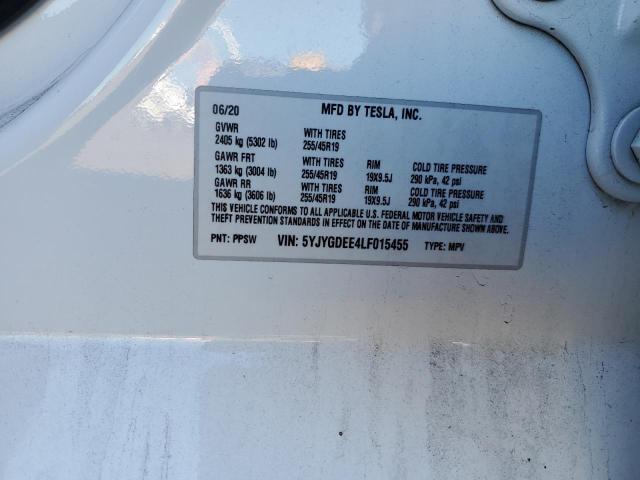 06/20 MFD BY TESLA, INC.
GVWR WITH TIRES
2405 kg (5302 lb) 255/45R19
GAWR FRT WITH TIRES RIM COLD TIRE PRESSURE
1363 kg (3004 lb) 255/45R19 19X9.5J 290 kPa, 42 psi
GAWR RR WITH TIRES RIM COLD TIRE PRESSURE
1636 kg (3606 lb) 255/45R19 19X9.5J 290 kPa, 42 psi
THIS VEHICLE CONFORMS TO ALL APPLICABLE U.S. FEDERAL MOTOR VEHICLE SAFETY AND
THEFT PREVENTION STANDARDS IN EFFECT ON THE DATE OF MANUFACTURE SHOWN ABOVE.
PNT: PPSW VIN: 5YJYGDEE4LF015455 TYPE: MPV